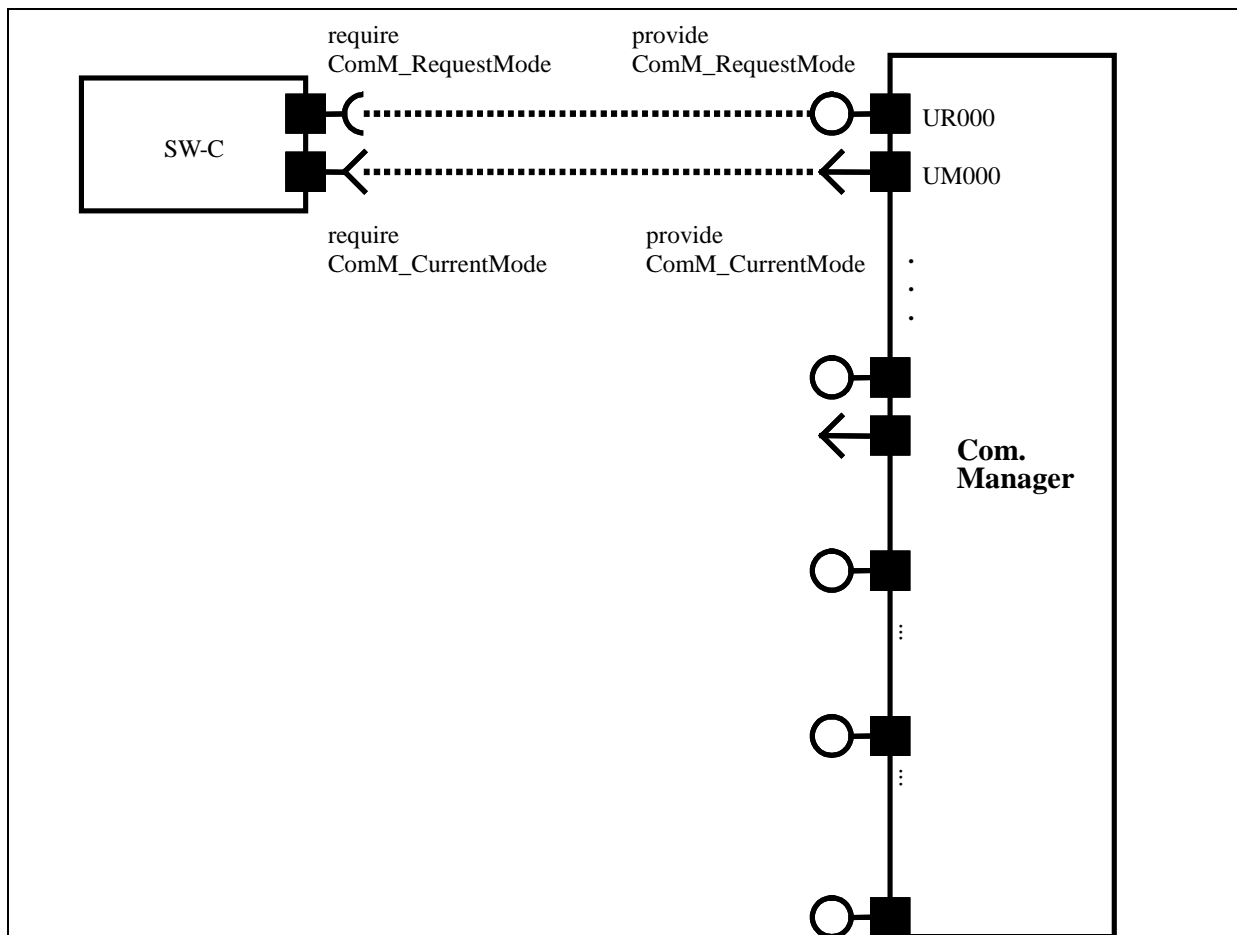 require
ComM_RequestMode
provide
ComM_RequestMode
SW-C
UR000
UM000
require
ComM_CurrentMode
provide
ComM_CurrentMode
.
.
.
Com.
Manager
...
...